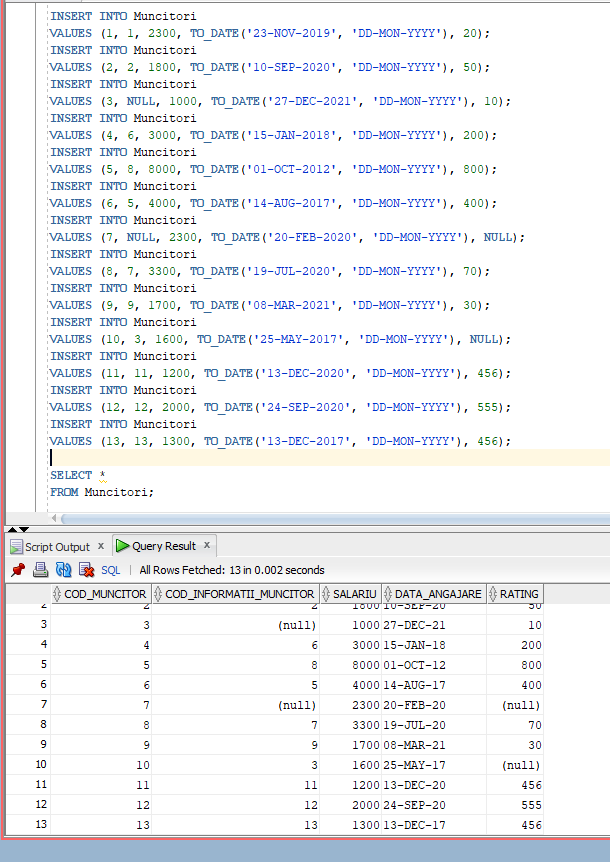 INSERT INTO Muncitori
VALUES (1, 1, 2300, TO_DATE('23-NOV-2019', 'DD-MON-YYYY'), 20);
INSERT INTO Muncitori
VALUES (2, 2, 1800, TO_DATE('10-SEP-2020', 'DD-MON-YYYY'), 50);
INSERT INTO Muncitori
VALUES (3, NULL, 1000, TO_DATE('27-DEC-2021', 'DD-MON-YYYY'), 10);
INSERT INTO Muncitori
VALUES (4, 6, 3000, TO_DATE('15-JAN-2018', 'DD-MON-YYYY'), 200);
INSERT INTO Muncitori
VALUES (5, 8, 8000, TO_DATE('01-OCT-2012', 'DD-MON-YYYY'), 800);
INSERT INTO Muncitori
VALUES (6, 5, 4000, TO_DATE('14-AUG-2017', 'DD-MON-YYYY'), 400);
INSERT INTO Muncitori
VALUES (7, NULL, 2300, TO_DATE('20-FEB-2020', 'DD-MON-YYYY'), NULL);
INSERT INTO Muncitori
VALUES (8, 7, 3300, TO_DATE('19-JUL-2020', 'DD-MON-YYYY'), 70);
INSERT INTO Muncitori
VALUES (9, 9, 1700, TO_DATE('08-MAR-2021', 'DD-MON-YYYY'), 30);
INSERT INTO Muncitori
VALUES (10, 3, 1600, TO_DATE('25-MAY-2017', 'DD-MON-YYYY'), NULL);
INSERT INTO Muncitori
VALUES (11, 11, 1200, TO_DATE('13-DEC-2020', 'DD-MON-YYYY'), 456);
INSERT INTO Muncitori
VALUES (12, 12, 2000, TO_DATE('24-SEP-2020', 'DD-MON-YYYY'), 555);
INSERT INTO Muncitori
VALUES (13, 13, 1300, TO_DATE('13-DEC-2017', 'DD-MON-YYYY'), 456);
SELECT *
FROM Muncitori;
Script Output x Query Result x
SQL | All Rows Fetched: 13 in 0.002 seconds
COD_MUNCITOR COD_INFORMATII_MUNCITOR SALARIU DATA_ANGAJARE RATING
2 2 2 1800 10-SEP-20 50
3 3 (null) 1000 27-DEC-21 10
4 4 6 3000 15-JAN-18 200
5 5 8 8000 01-OCT-12 800
6 6 5 4000 14-AUG-17 400
7 7 (null) 2300 20-FEB-20 (null)
8 8 7 3300 19-JUL-20 70
9 9 9 1700 08-MAR-21 30
10 10 3 1600 25-MAY-17 (null)
11 11 11 1200 13-DEC-20 456
12 12 12 2000 24-SEP-20 555
13 13 13 1300 13-DEC-17 456